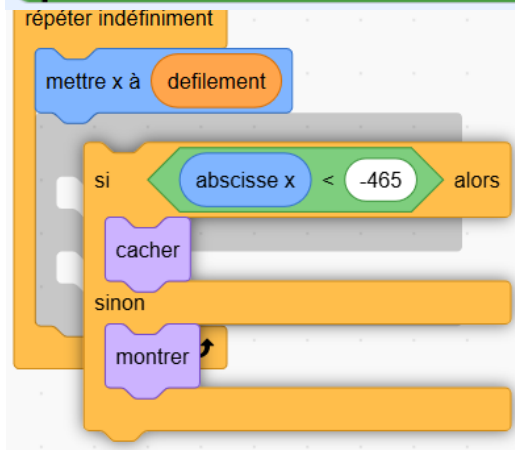 répéter indéfiniment
mettre x à defilement
si abscisse x < -465 alors
cacher
sinon
montrer